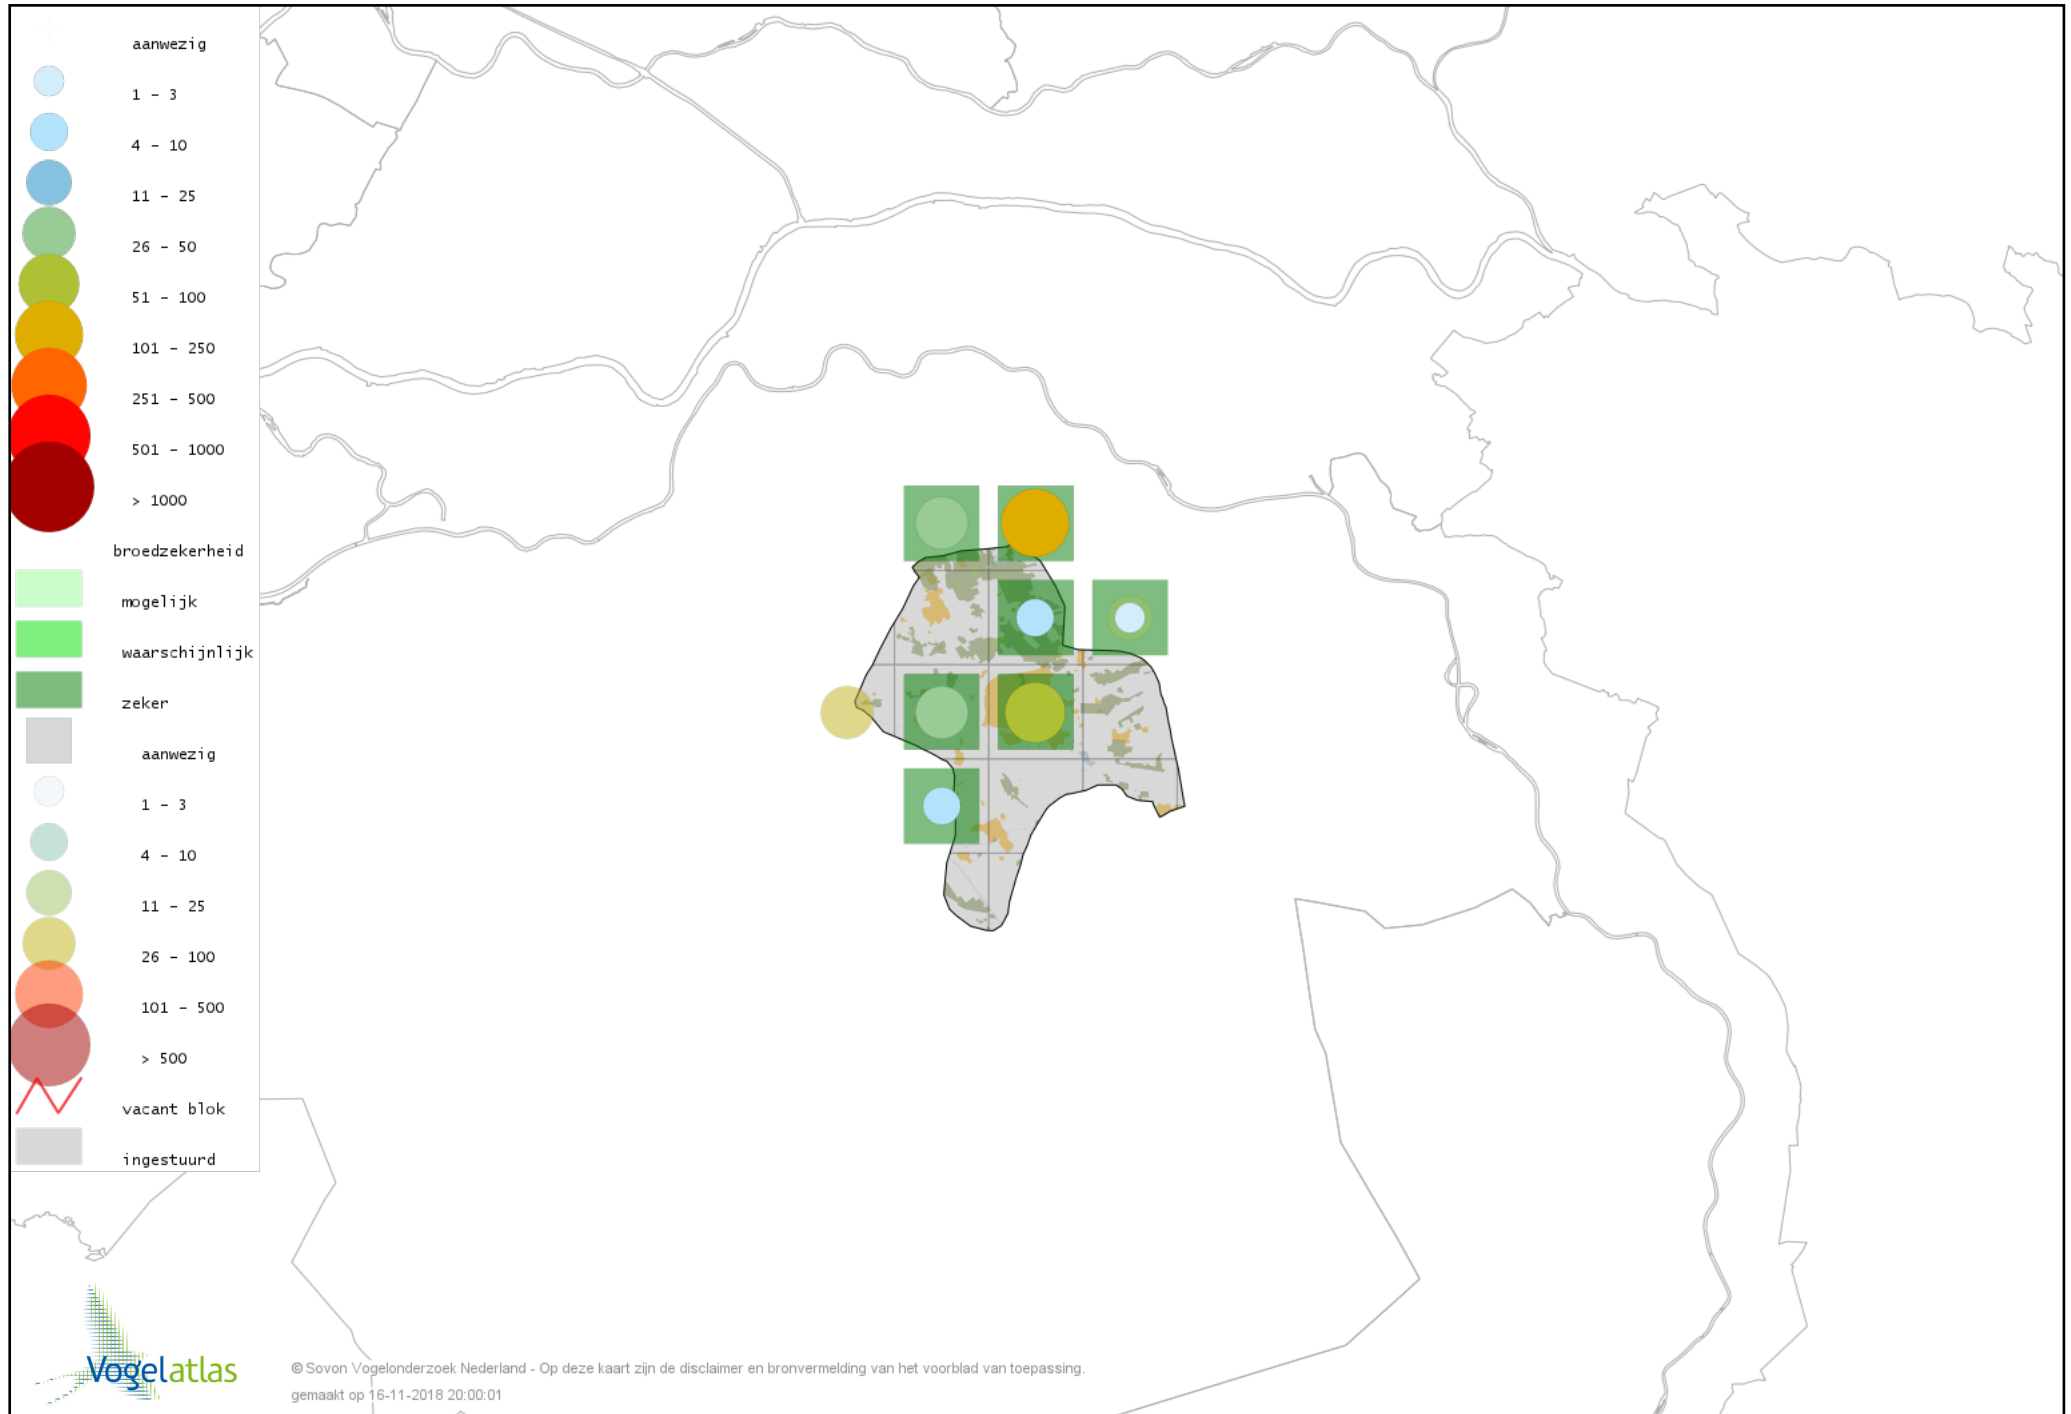 aanwezig
1 - 3
4 - 10
11 - 25
26 - 50
51 - 100
101 - 250
251 - 500
501 - 1000
> 1000
broedzekerheid
mogelijk
waarschijnlijk
zeker
aanwezig
1 - 3
4 - 10
11 - 25
26 - 100
101 - 500
> 500
vacant blok
ingestuurd
Vogelatlas
© Sovon Vogelonderzoek Nederland - Op deze kaart zijn de disclaimer en bronvermelding van het voorblad van toepassing.
gemaakt op 16-11-2018 20:00:01